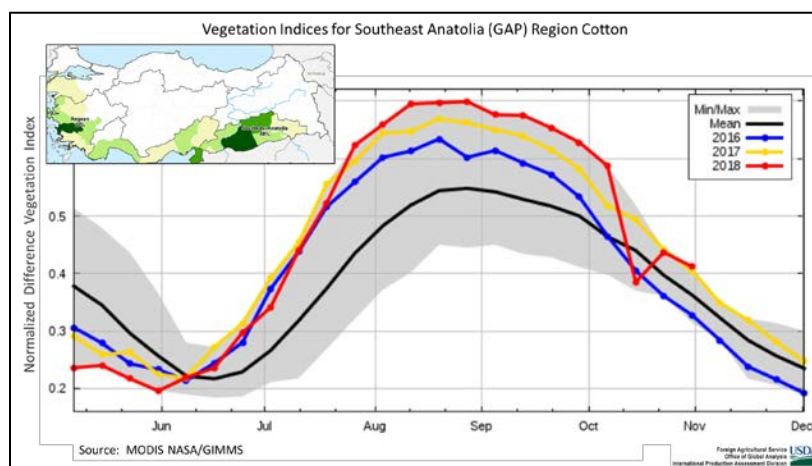 Vegetation Indices for Southeast Anatolia (GAP) Region Cotton
Normalized Difference Vegetation Index
Min/Max
Mean
2016
2017
2018
0.5
0.4
0.3
0.2
Jun
Jul
Aug
Sep
Oct
Nov
Dec
Source: MODIS NASA/GIMMS
Foreign Agricultural Service
Office of Global Analysis
International Production Assessment Division
USD